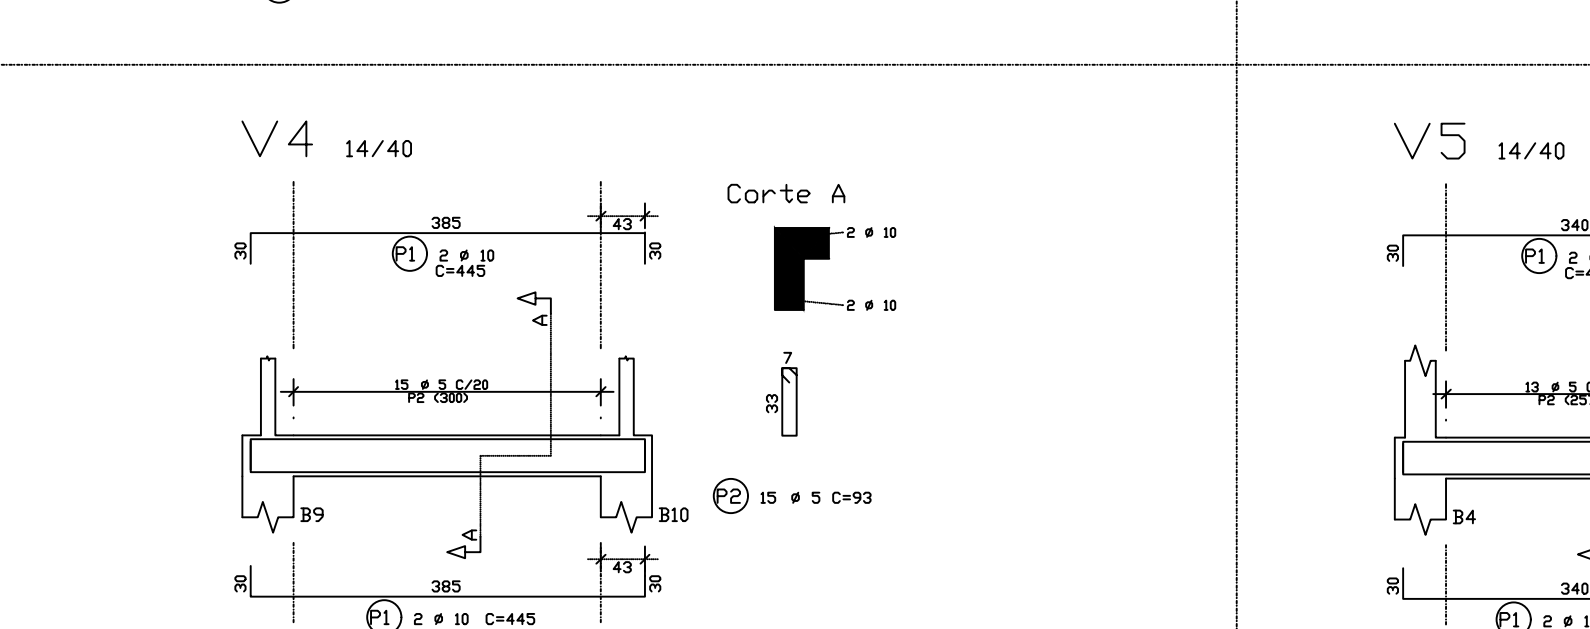 V4 14/40
385
43
30
30
P1 2 ø 10
C=445
A
15 ø 5 C/20
P2 (300)
B9
B10
A
43
30
385
30
P1 2 ø 10 C=445
Corte A
2 ø 10
2 ø 10
7
33
P2 15 ø 5 C=93
V5 14/40
340
30
P1 2
13 ø 5
P2 (25
B4
30
340
P1 2 ø 1